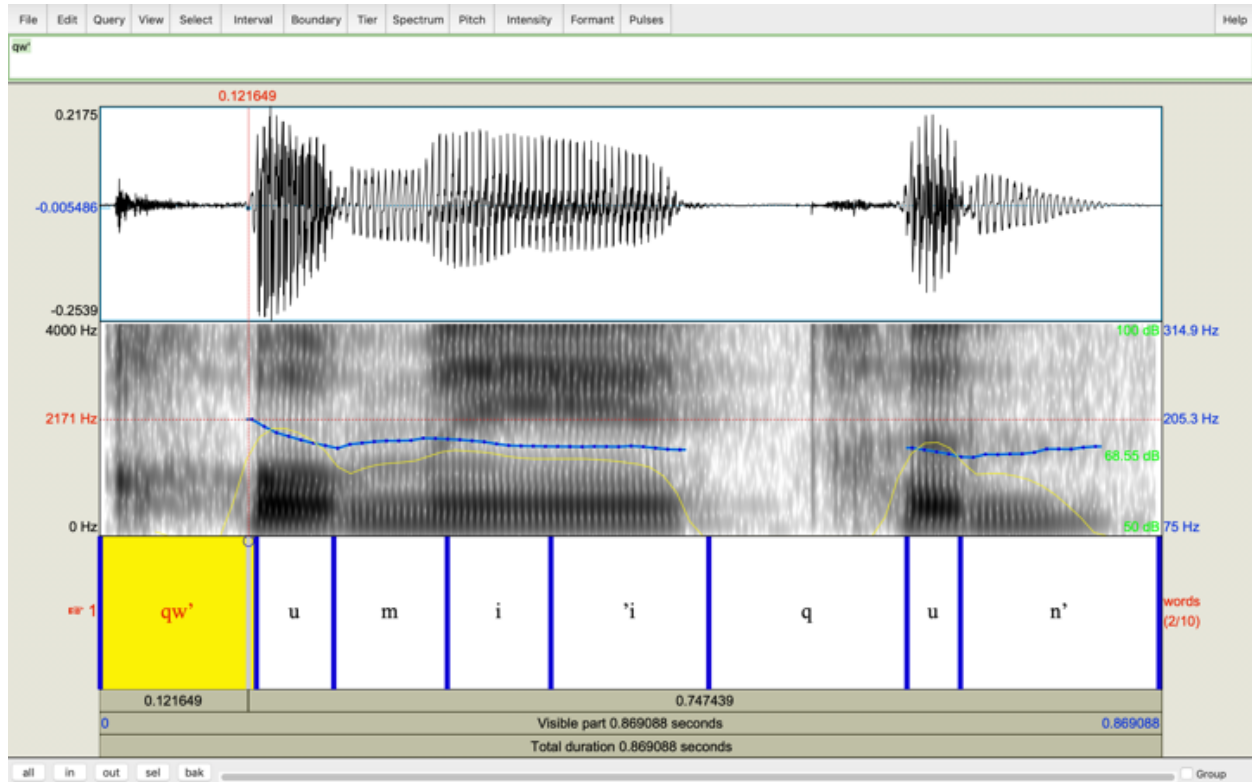 File Edit Query View Select Interval Boundary Tier Spectrum Pitch Intensity Formant Pulses Help
qw'
0.121649
0.2175
-0.005486
-0.2539
4000 Hz 100 dB 314.9 Hz
2171 Hz 205.3 Hz
68.55 dB
0 Hz 50 dB 75 Hz
1 qw’ u m i ’i q u n’ words
(2/10)
0.121649 0.747439
0 Visible part 0.869088 seconds 0.869088
Total duration 0.869088 seconds
all in out sel bak Group